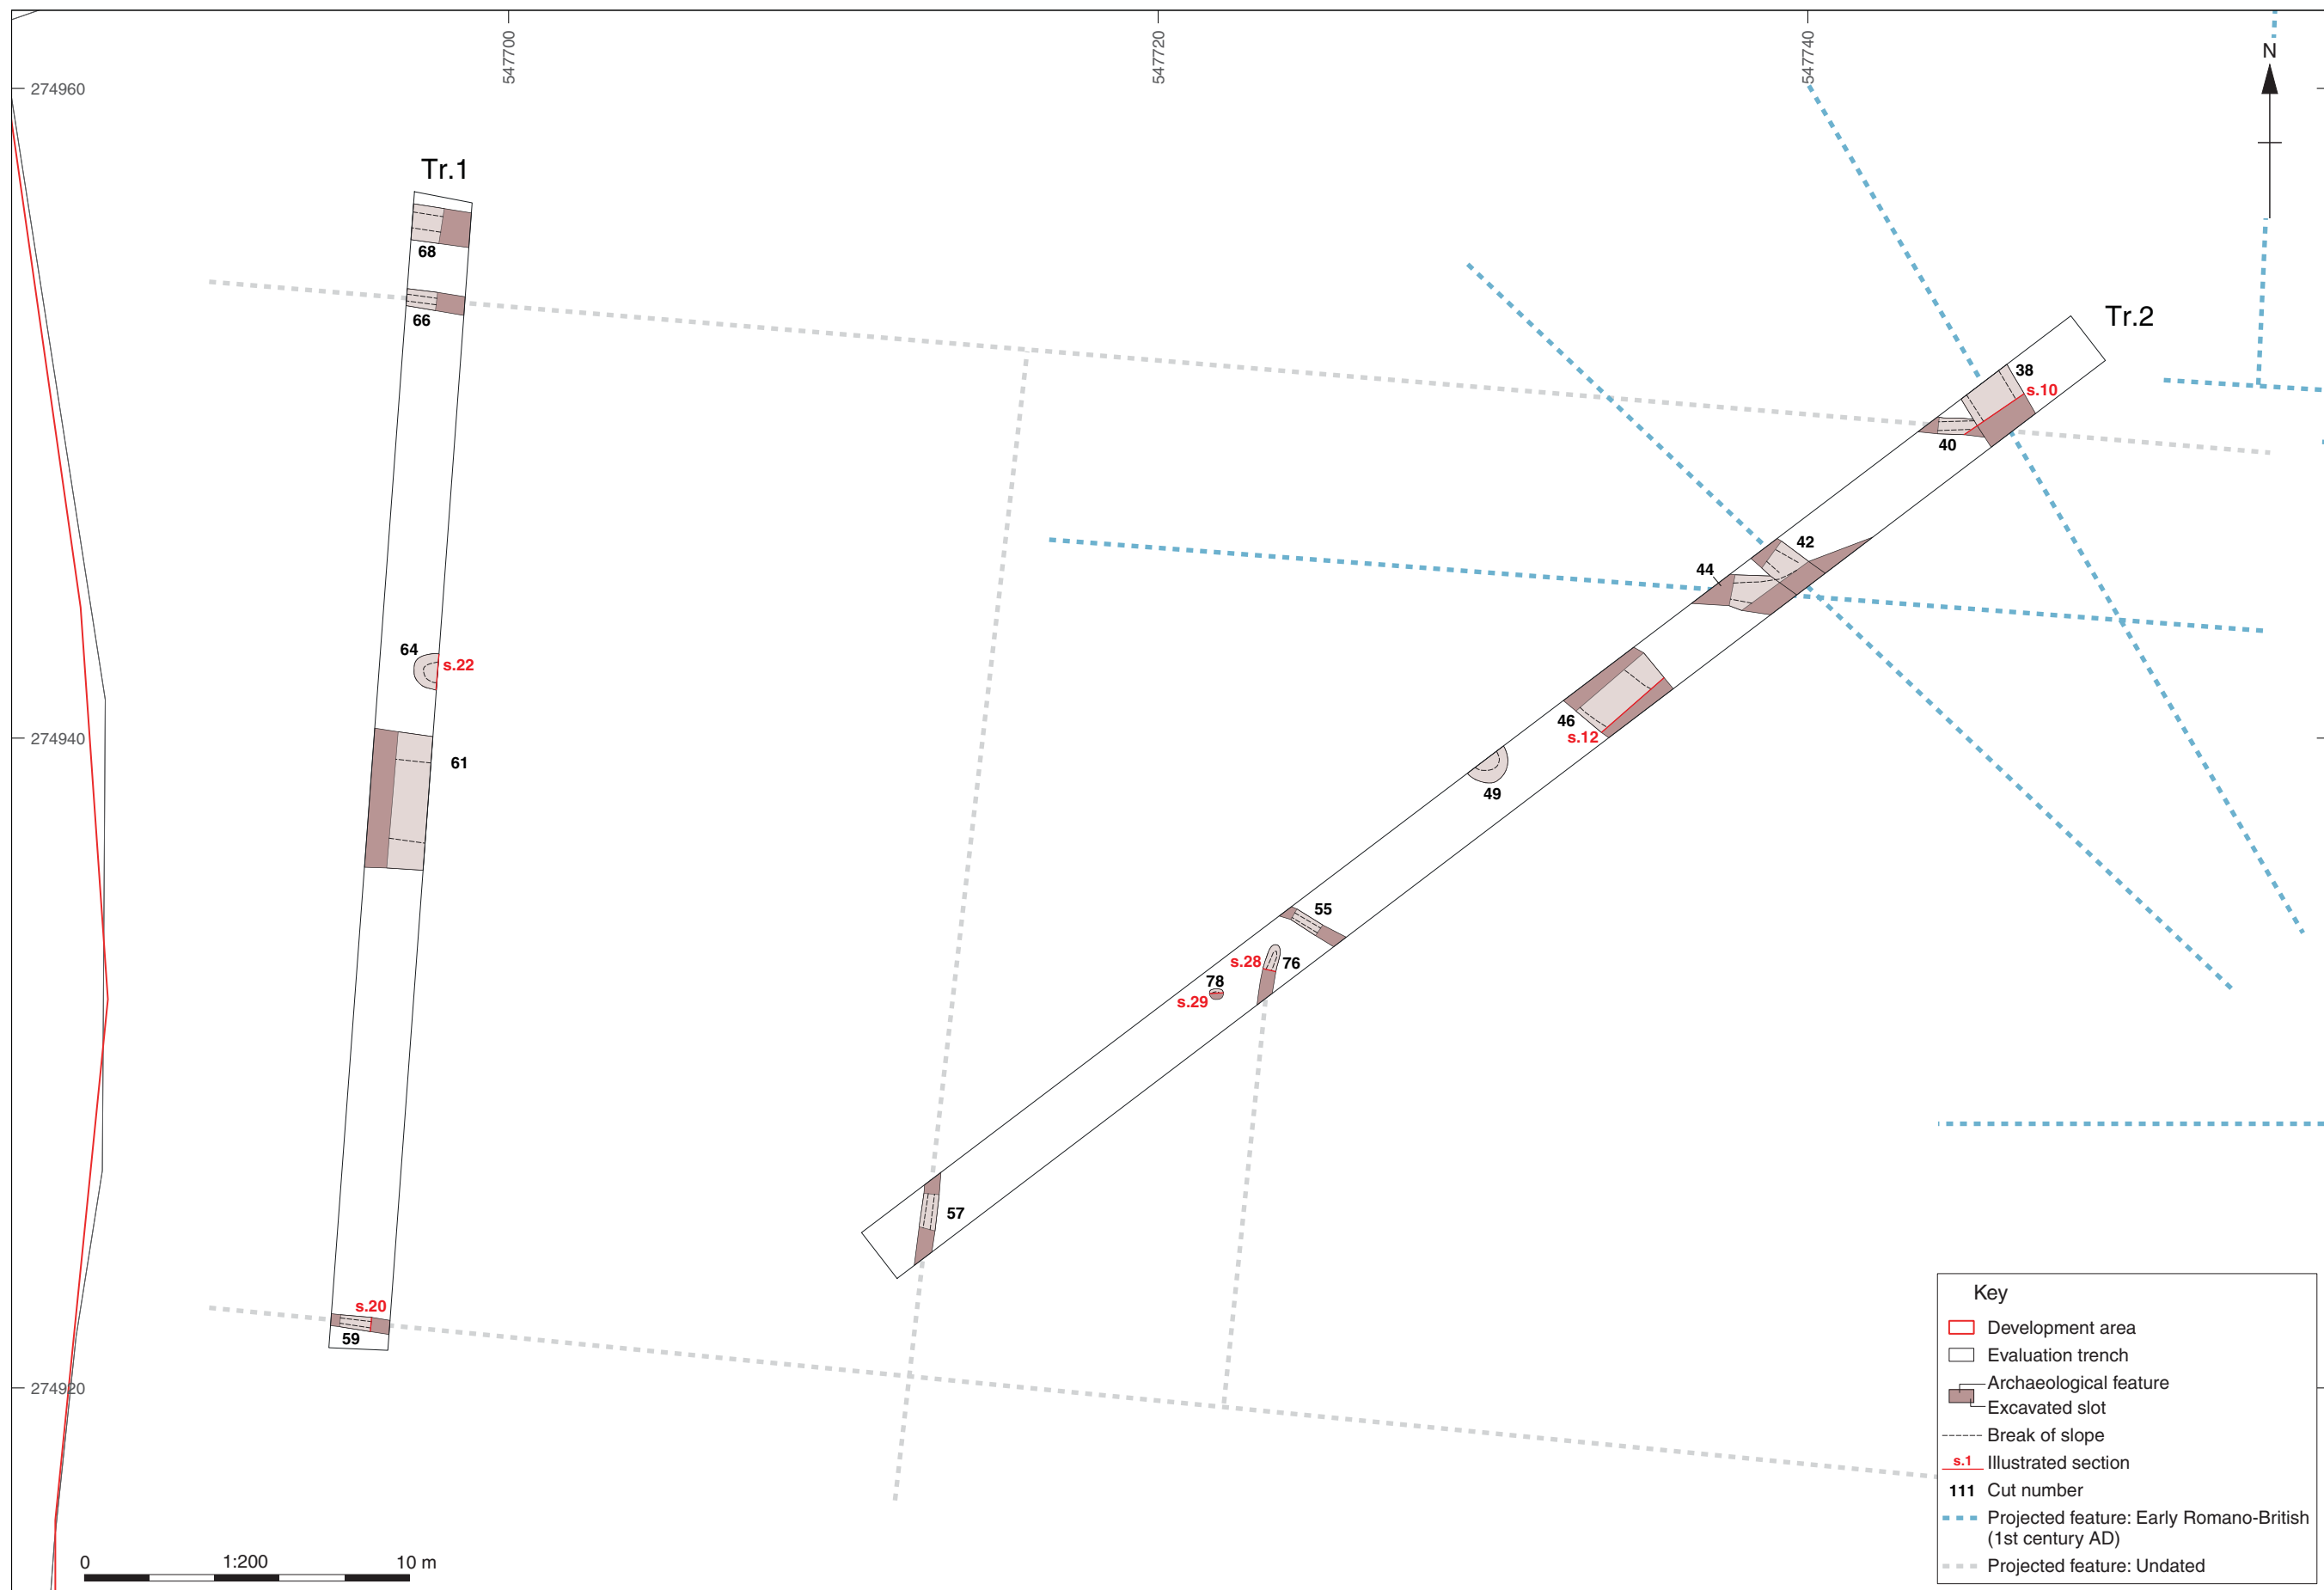 547700
547720
547740
N
274960
Tr.1
68
66
Tr.2
38
s.10
40
42
44
64
s.22
274940
61
46
s.12
49
55
s.28
76
78
s.29
57
s.20
59
274920
Key
Development area
Evaluation trench
Archaeological feature
Excavated slot
Break of slope
s.1 Illustrated section
111 Cut number
Projected feature: Early Romano-British
(1st century AD)
Projected feature: Undated
0 1:200 10 m